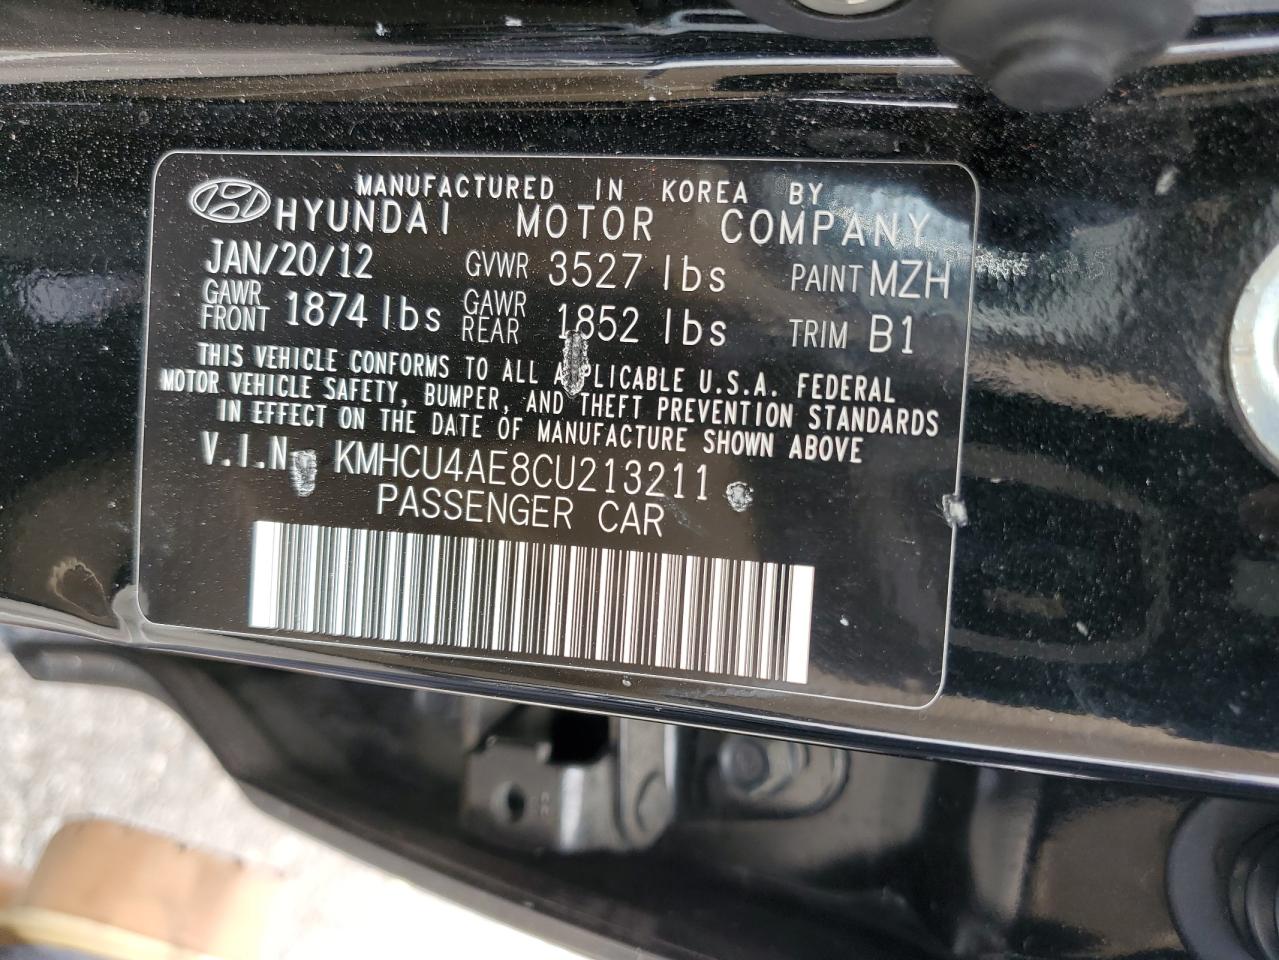 MANUFACTURED IN KOREA BY
HYUNDAI MOTOR COMPANY
JAN/20/12 GVWR 3527 lbs PAINT MZH
GAWR FRONT 1874 lbs GAWR REAR 1852 lbs TRIM B1
THIS VEHICLE CONFORMS TO ALL APPLICABLE U.S.A. FEDERAL
MOTOR VEHICLE SAFETY, BUMPER, AND THEFT PREVENTION STANDARDS
IN EFFECT ON THE DATE OF MANUFACTURE SHOWN ABOVE
V.I.N. KMHCU4AE8CU213211
PASSENGER CAR